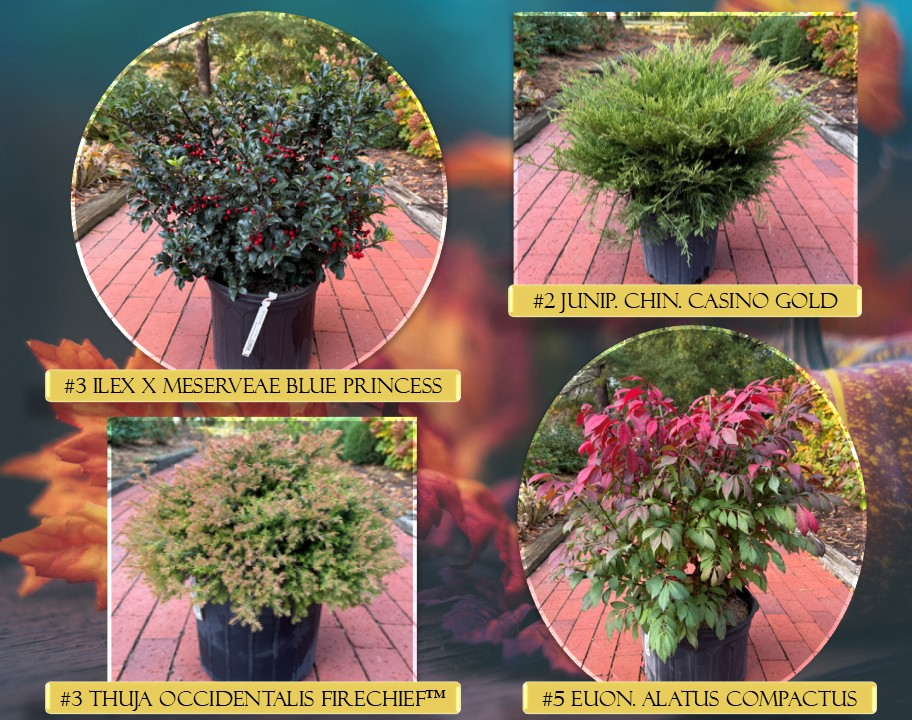 #3 ILEX X MESERVEAE BLUE PRINCESS
#2 JUNIP. CHIN. CASINO GOLD
#3 THUJA OCCIDENTALIS FIRECHIEF™
#5 EUON. ALATUS COMPACTUS